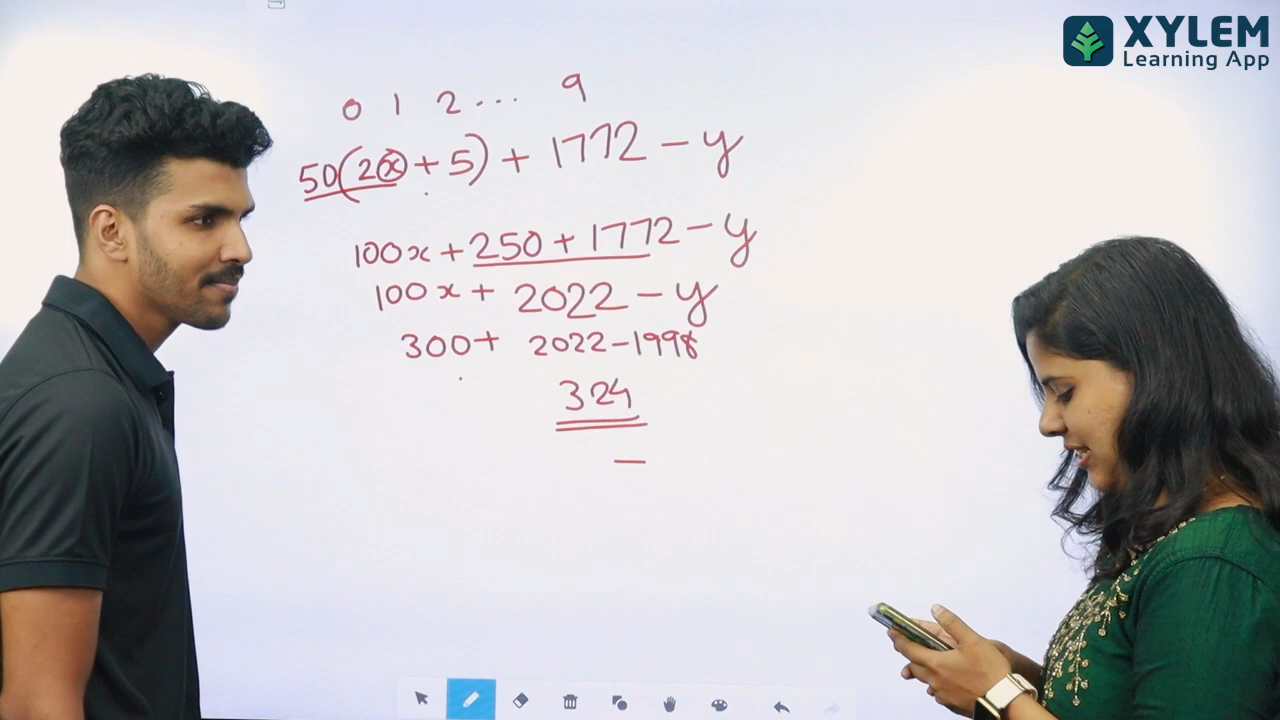 XYLEM
Learning App
0 1 2 ... 9
50(2x + 5) + 1772 - y
100x + 250 + 1772 - y
100x + 2022 - y
300 + 2022 - 1998
324